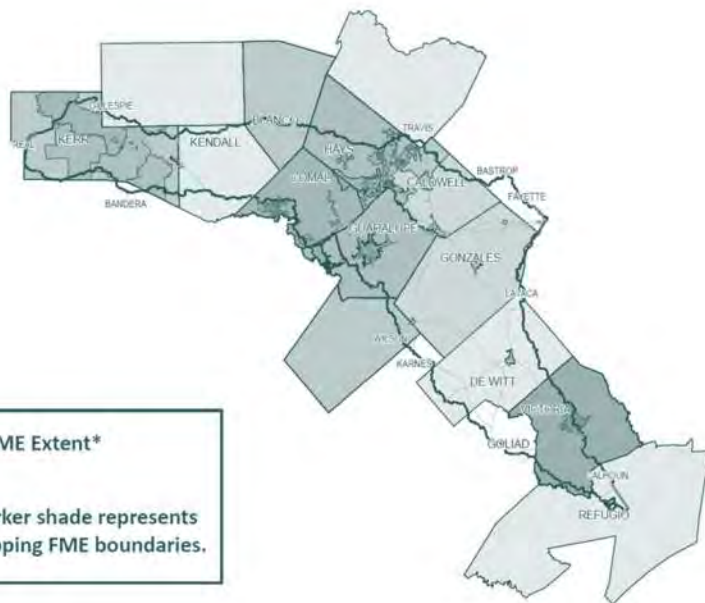 GILLESPIE
BLANCO
TRAVIS
REAL
KERR
KENDALL
HAYS
BASTROP
COMAL
CALDWELL
FAYETTE
BANDERA
GUADALUPE
GONZALES
LAVACA
WILSON
KARNES
DE WITT
VICTORIA
GOLIAD
CALHOUN
REFUGIO
ME Extent*
rker shade represents
pping FME boundaries.